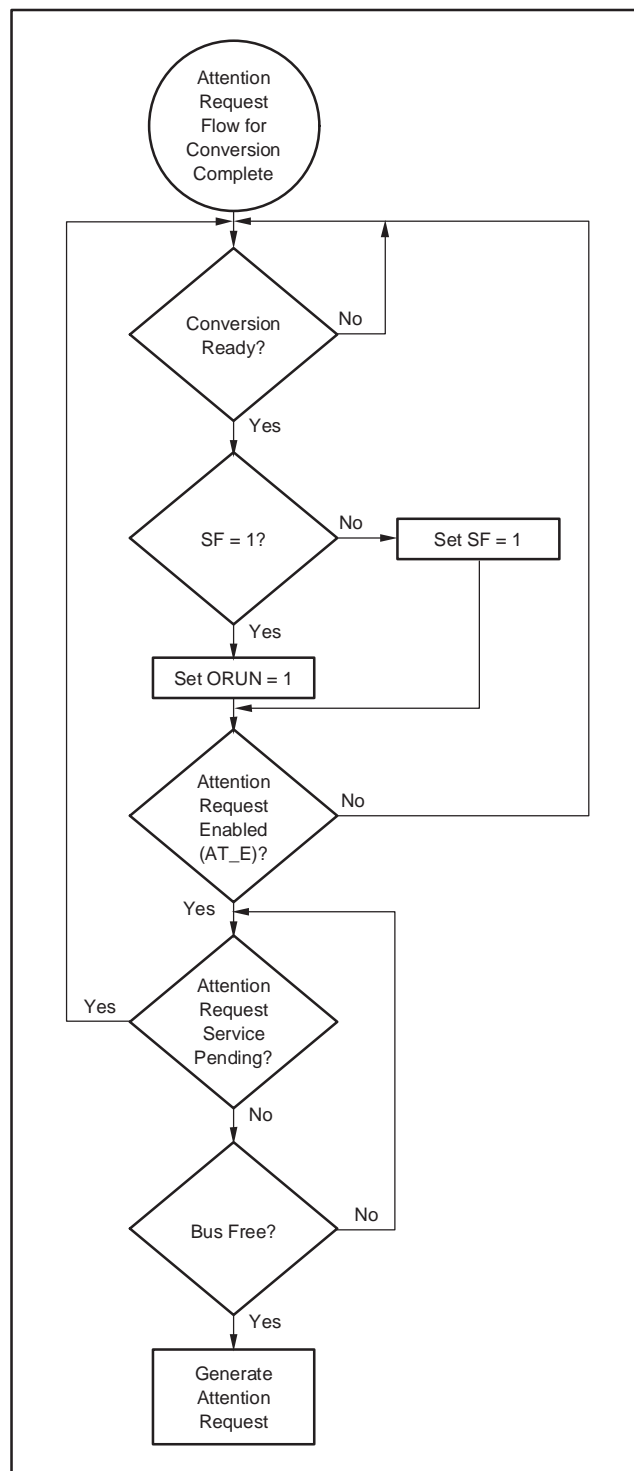 Attention
Request
Flow for
Conversion
Complete
Conversion
Ready?
No
Yes
SF = 1?
No
Set SF = 1
Yes
Set ORUN = 1
Attention
Request
Enabled
(AT_E)?
No
Yes
Attention
Request
Service
Pending?
Yes
No
Bus Free?
No
Yes
Generate
Attention
Request